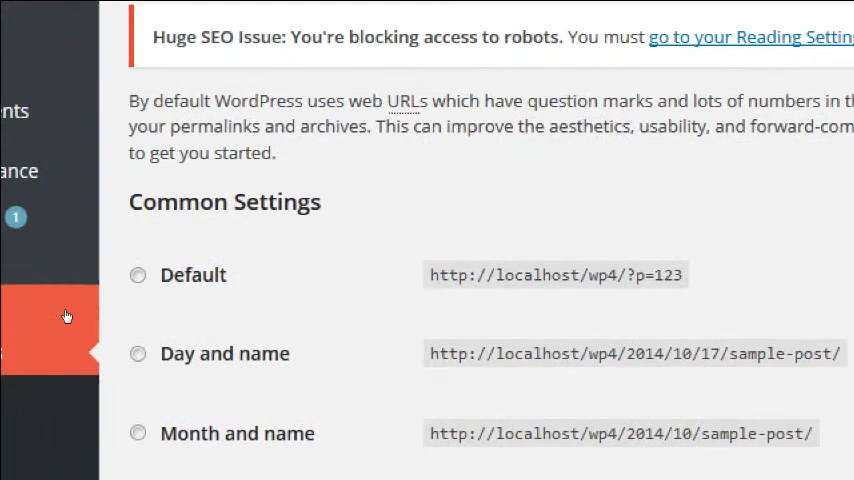 Huge SEO Issue: You're blocking access to robots. You must go to your Reading Settin
By default WordPress uses web URLs which have question marks and lots of numbers in th
nts
your permalinks and archives. This can improve the aesthetics, usability, and forward-com
to get you started.
ance
Common Settings
1
Default http://localhost/wp4/?p=123
Day and name http://localhost/wp4/2014/10/17/sample-post/
Month and name http://localhost/wp4/2014/10/sample-post/